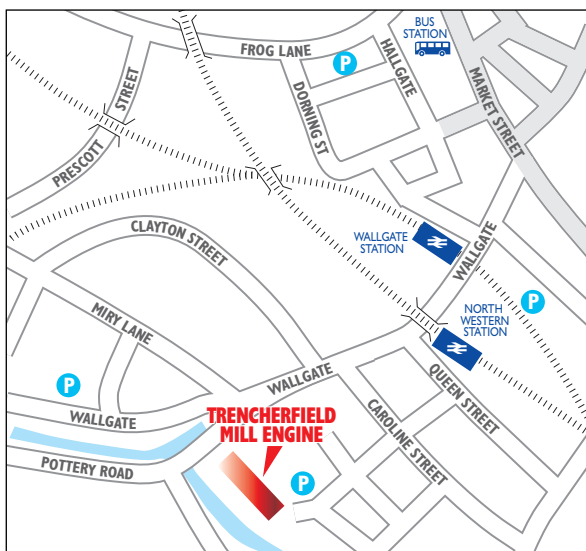 BUS
STATION
FROG LANE
P
HALLGATE
MARKET STREET
DORNING ST
PRESCOTT
STREET
CLAYTON STREET
WALLGATE
STATION
WALLGATE
P
NORTH
WESTERN
STATION
MIRY LANE
P
WALLGATE
WALLGATE
QUEEN STREET
CAROLINE STREET
TRENCHERFIELD
MILL ENGINE
POTTERY ROAD
P